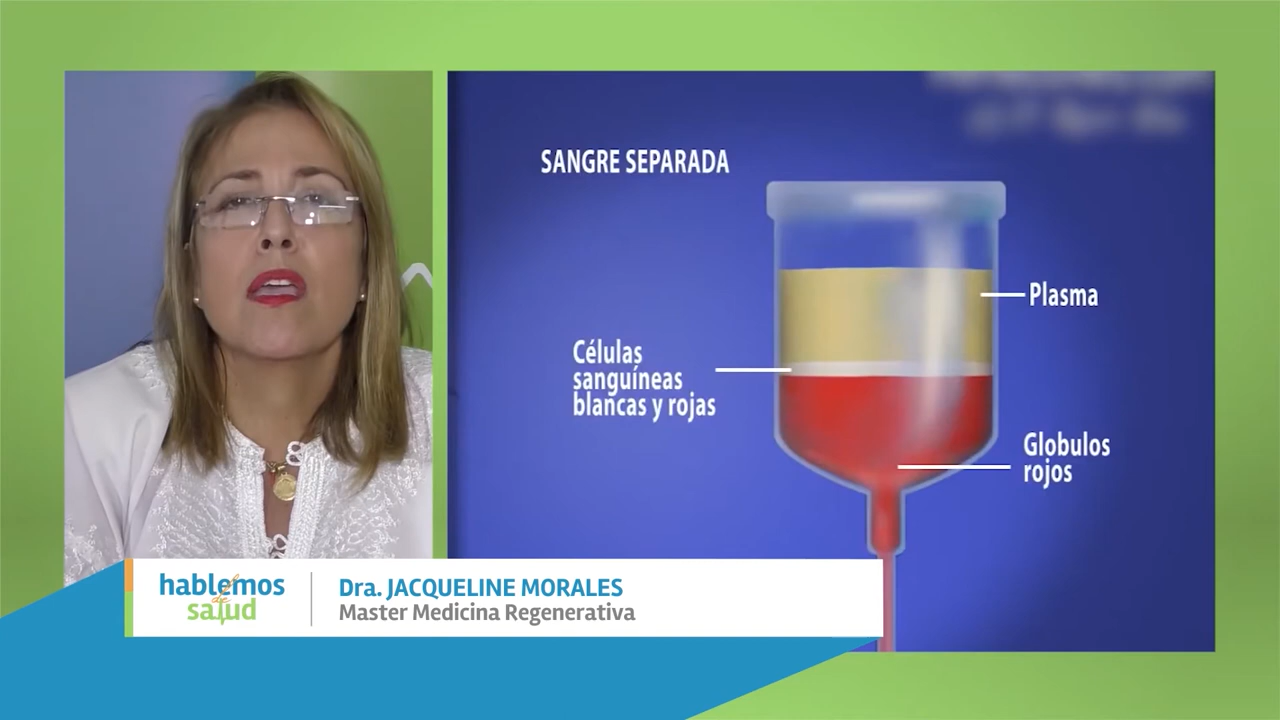 SANGRE SEPARADA
Plasma
Células
sanguíneas
blancas y rojas
Globulos
rojos
hablemos
de
salud
Dra. JACQUELINE MORALES
Master Medicina Regenerativa